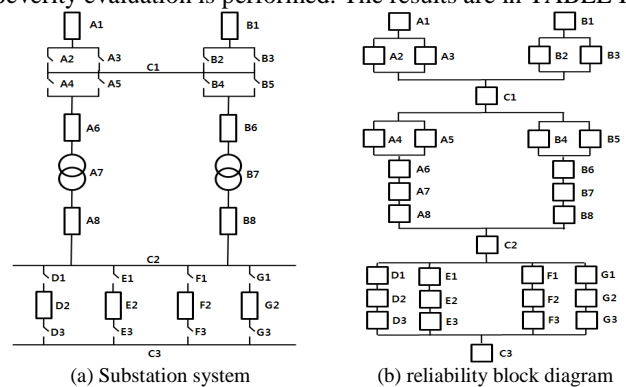 Severity evaluation is performed. The results are in TABLE I
A1 B1
A2 A3 B2 B3
C1
A4 A5 B4 B5
A6 B6
A7 B7
A8 B8
C2
D1 E1 F1 G1
D2 E2 F2 G2
D3 E3 F3 G3
C3
(a) Substation system
A1 B1
A2 A3 B2 B3
C1
A4 A5 B4 B5
A6 B6
A7 B7
A8 B8
C2
D1 E1 F1 G1
D2 E2 F2 G2
D3 E3 F3 G3
C3
(b) reliability block diagram